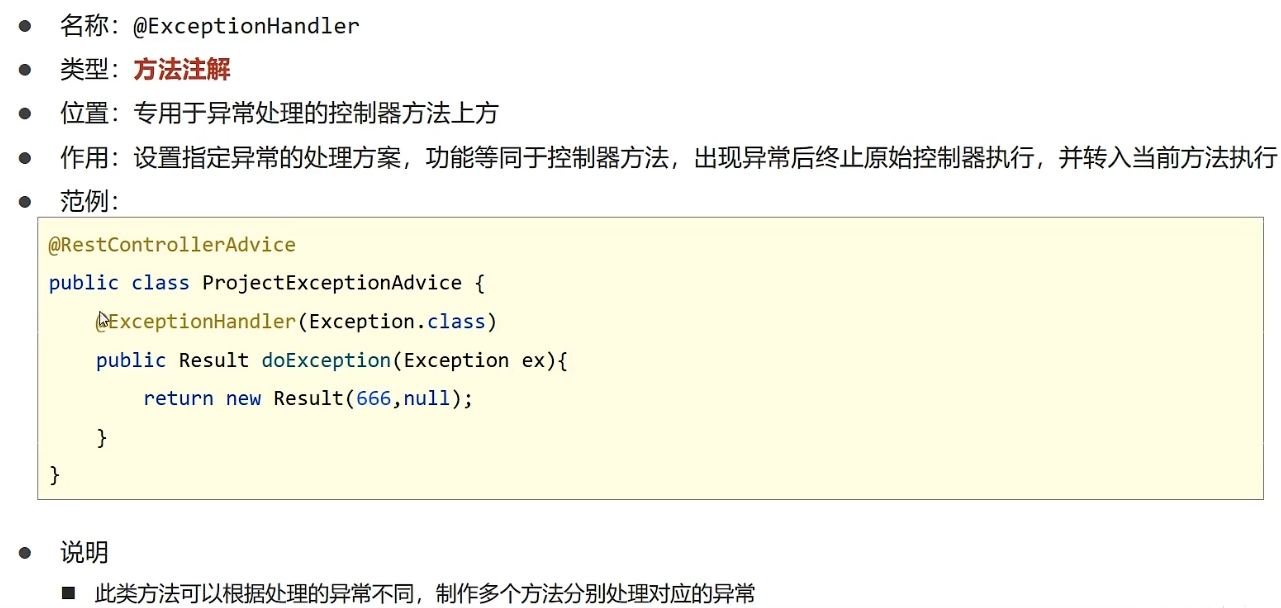 ● 名称：@ExceptionHandler
● 类型：方法注解
● 位置：专用于异常处理的控制器方法上方
● 作用：设置指定异常的处理方案，功能等同于控制器方法，出现异常后终止原始控制器执行，并转入当前方法执行
● 范例：
@RestControllerAdvice
public class ProjectExceptionAdvice {
@ExceptionHandler(Exception.class)
public Result doException(Exception ex){
return new Result(666,null);
}
}
● 说明
■ 此类方法可以根据处理的异常不同，制作多个方法分别处理对应的异常